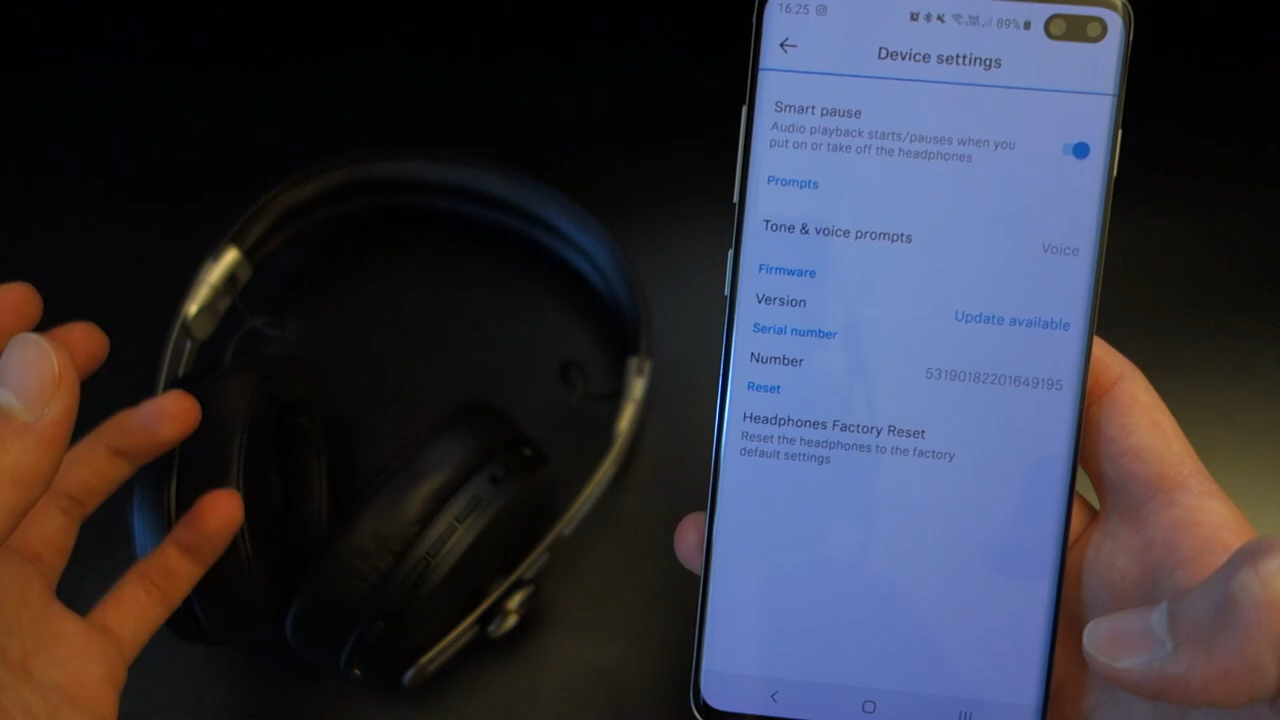 16:25
89%
Device settings
Smart pause
Audio playback starts/pauses when you
put on or take off the headphones
Prompts
Tone & voice prompts
Voice
Firmware
Version
Update available
Serial number
Number
53190182201649195
Reset
Headphones Factory Reset
Reset the headphones to the factory
default settings